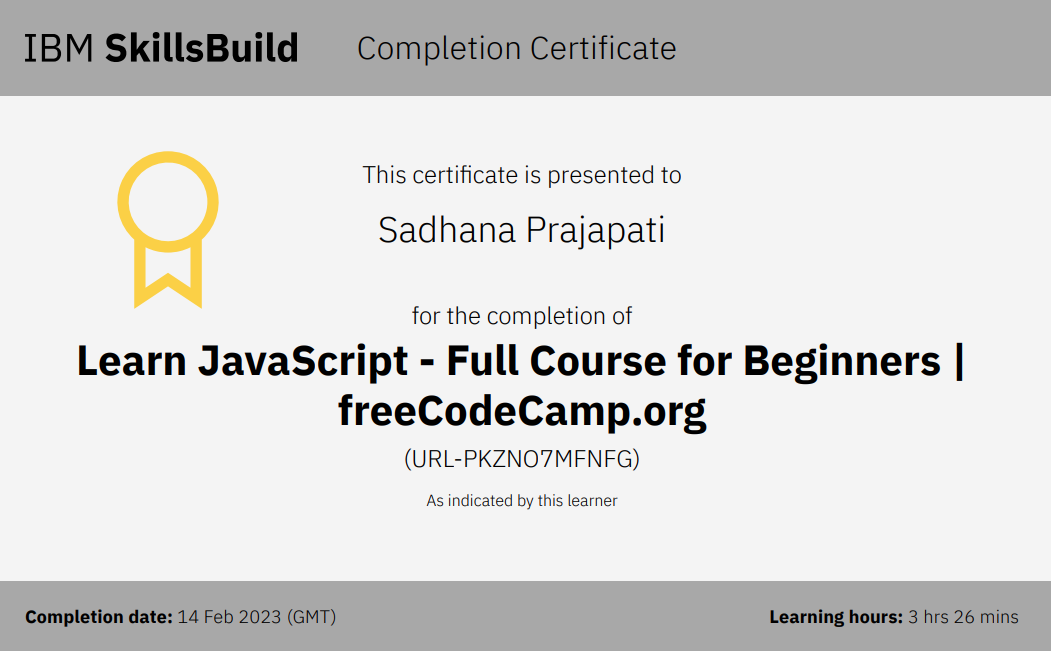 IBM SkillsBuild Completion Certificate
This certificate is presented to
Sadhana Prajapati
for the completion of
Learn JavaScript - Full Course for Beginners |
freeCodeCamp.org
(URL-PKZNO7MFNFG)
As indicated by this learner
Completion date: 14 Feb 2023 (GMT) Learning hours: 3 hrs 26 mins